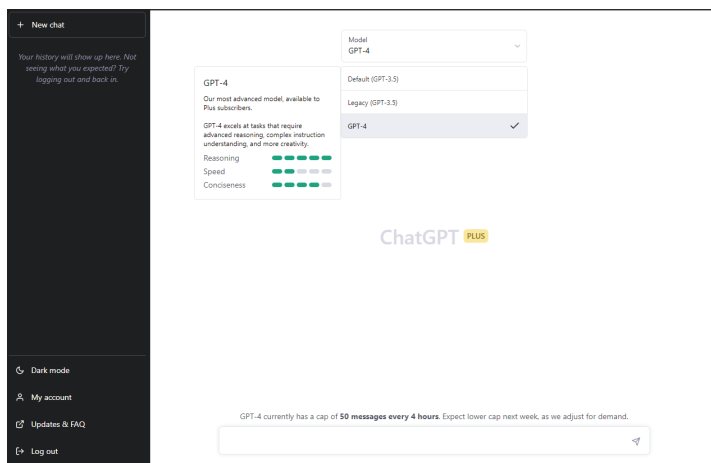 New chat
Your history will show up here. Not
seeing what you expected? Try
logging out and back in.
Dark mode
My account
Updates & FAQ
Log out
Model
GPT-4
Default (GPT-3.5)
Legacy (GPT-3.5)
GPT-4
GPT-4
Our most advanced model, available to
Plus subscribers.
GPT-4 excels at tasks that require
advanced reasoning, complex instruction
understanding, and more creativity.
Reasoning
Speed
Conciseness
ChatGPT PLUS
GPT-4 currently has a cap of 50 messages every 4 hours. Expect lower cap next week, as we adjust for demand.